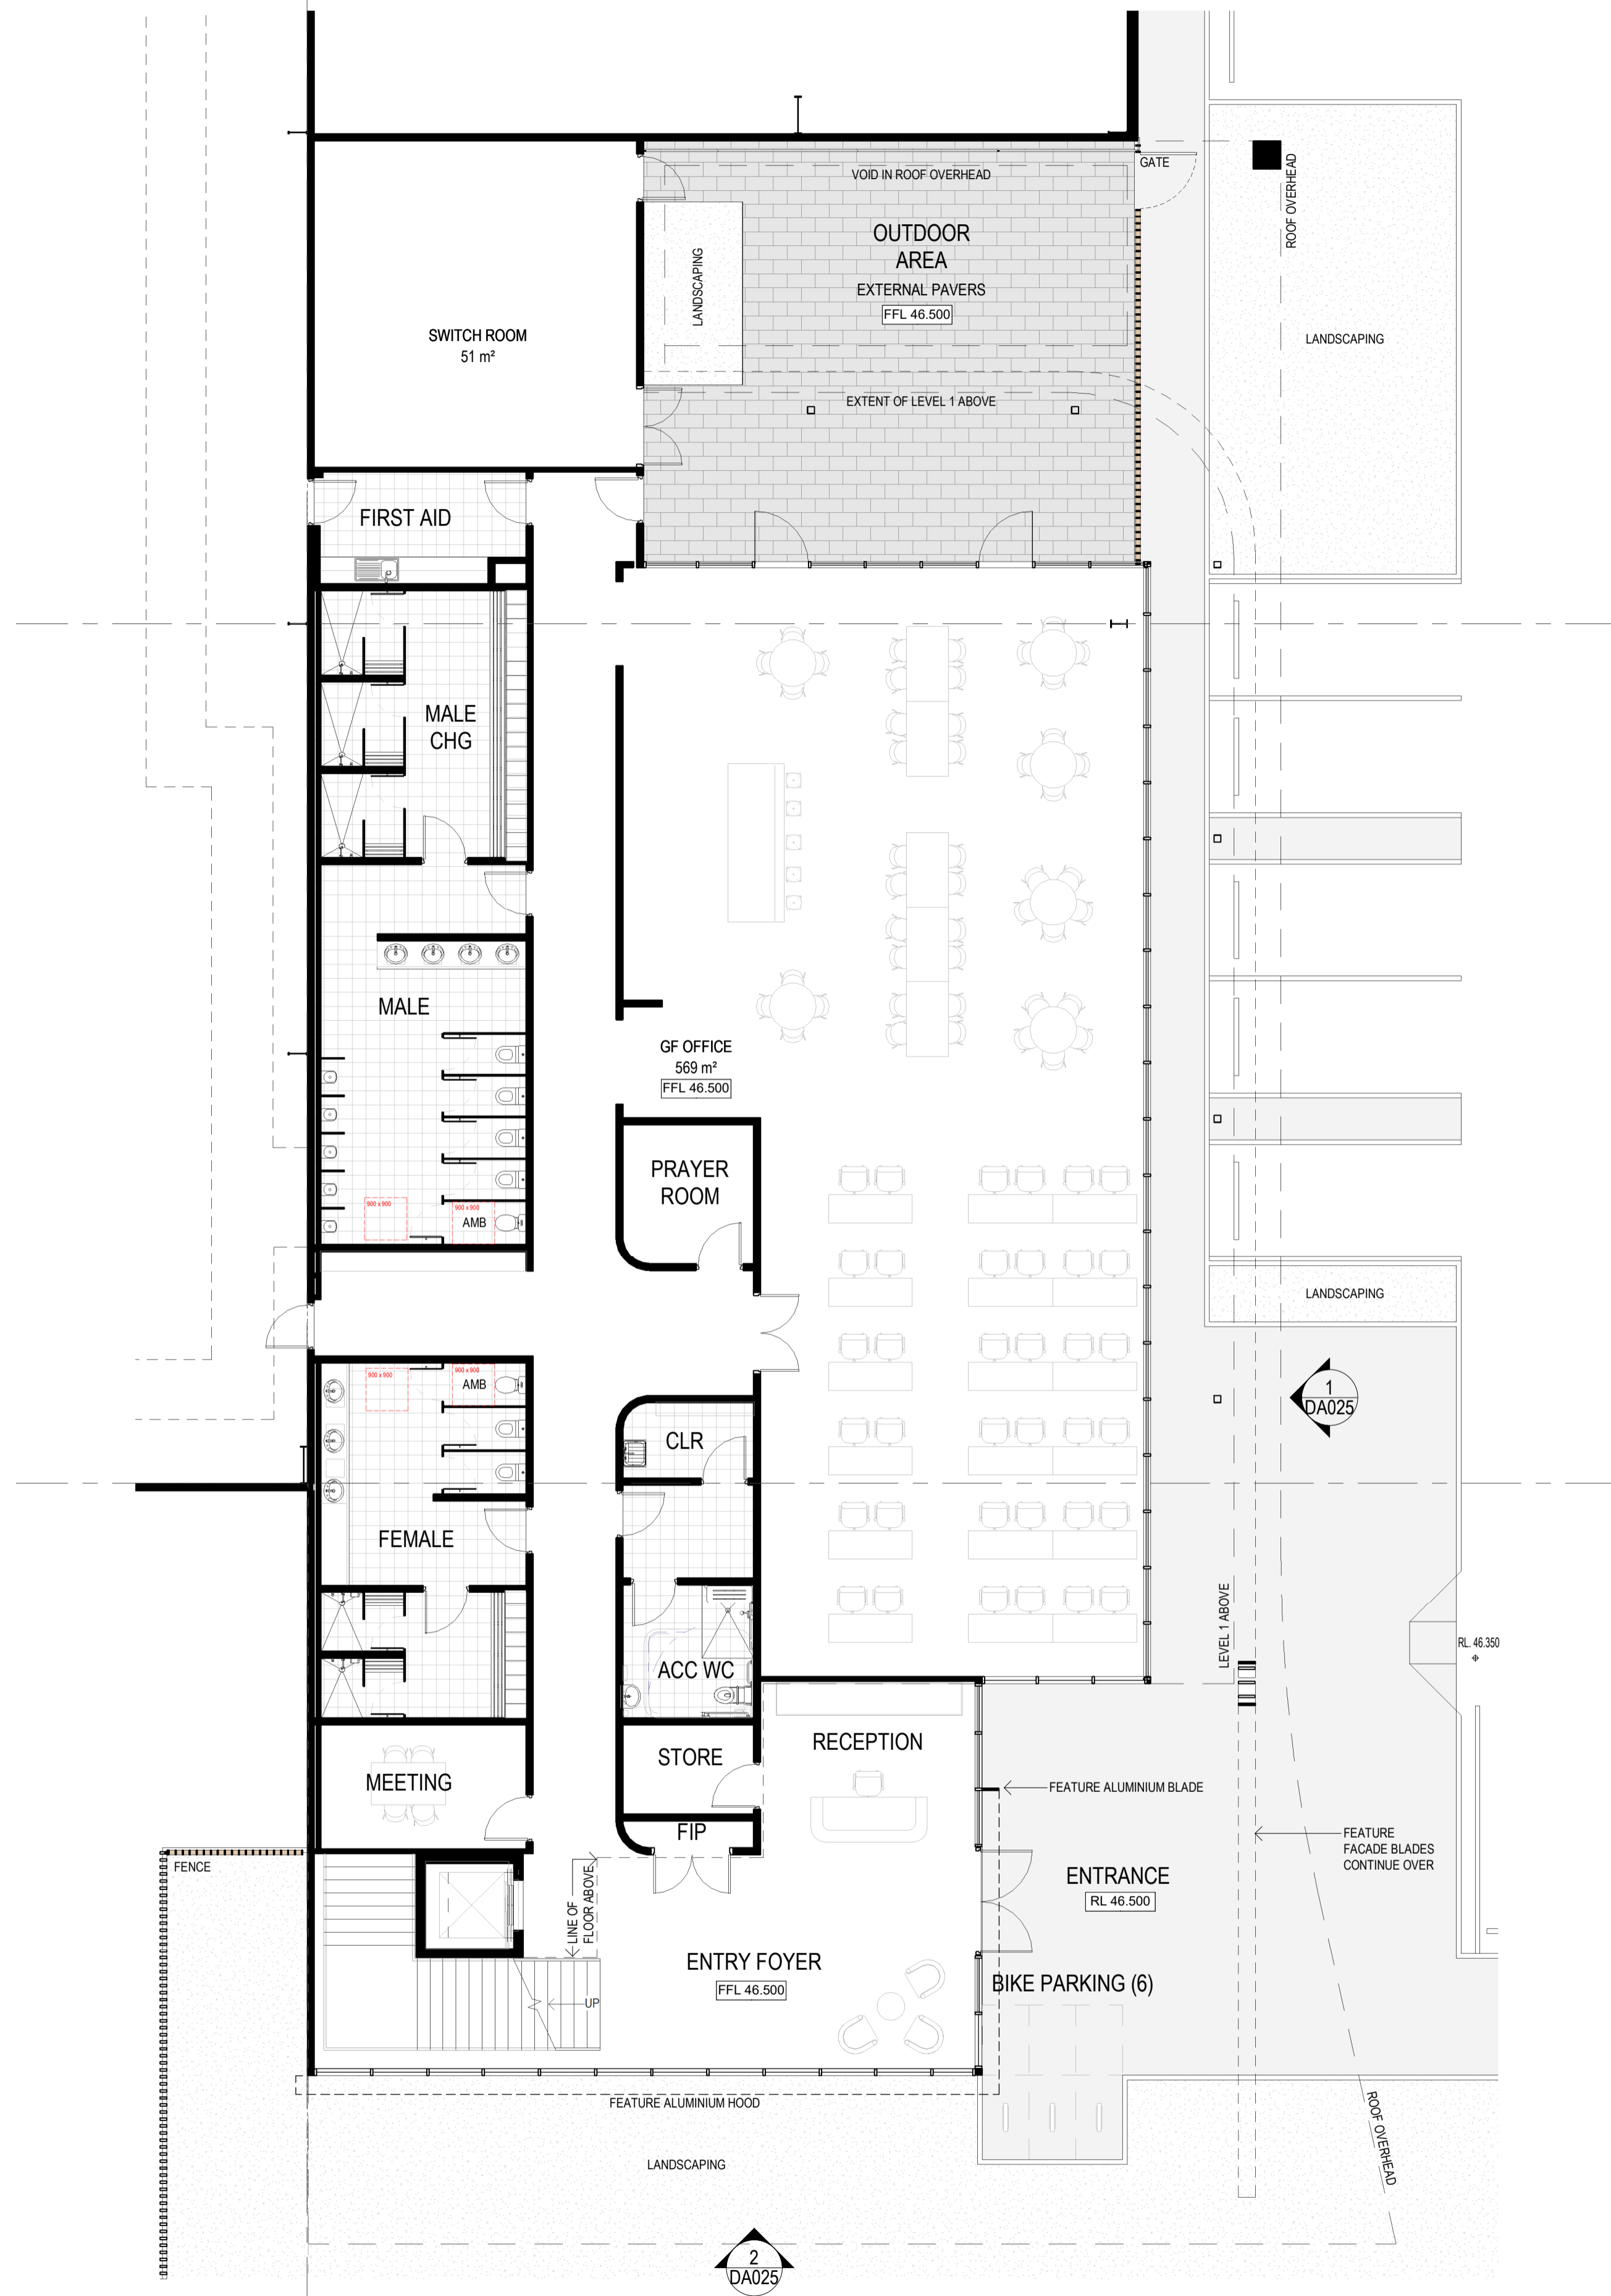 GATE
VOID IN ROOF OVERHEAD
ROOF OVERHEAD
OUTDOOR
AREA
EXTERNAL PAVERS
FFL 46.500
LANDSCAPING
SWITCH ROOM
51 m²
LANDSCAPING
EXTENT OF LEVEL 1 ABOVE
FIRST AID
MALE
CHG
MALE
GF OFFICE
569 m²
FFL 46.500
PRAYER
ROOM
900 x 900
900 x 900
AMB
LANDSCAPING
900 x 900
900 x 900
AMB
1
DA025
CLR
FEMALE
LEVEL 1 ABOVE
RL. 46.350
ACC WC
RECEPTION
STORE
MEETING
FEATURE ALUMINIUM BLADE
FIP
FEATURE
FACADE BLADES
CONTINUE OVER
FENCE
ENTRANCE
RL 46.500
LINE OF
FLOOR ABOVE
ENTRY FOYER
FFL 46.500
BIKE PARKING (6)
UP
FEATURE ALUMINIUM HOOD
ROOF OVERHEAD
LANDSCAPING
2
DA025